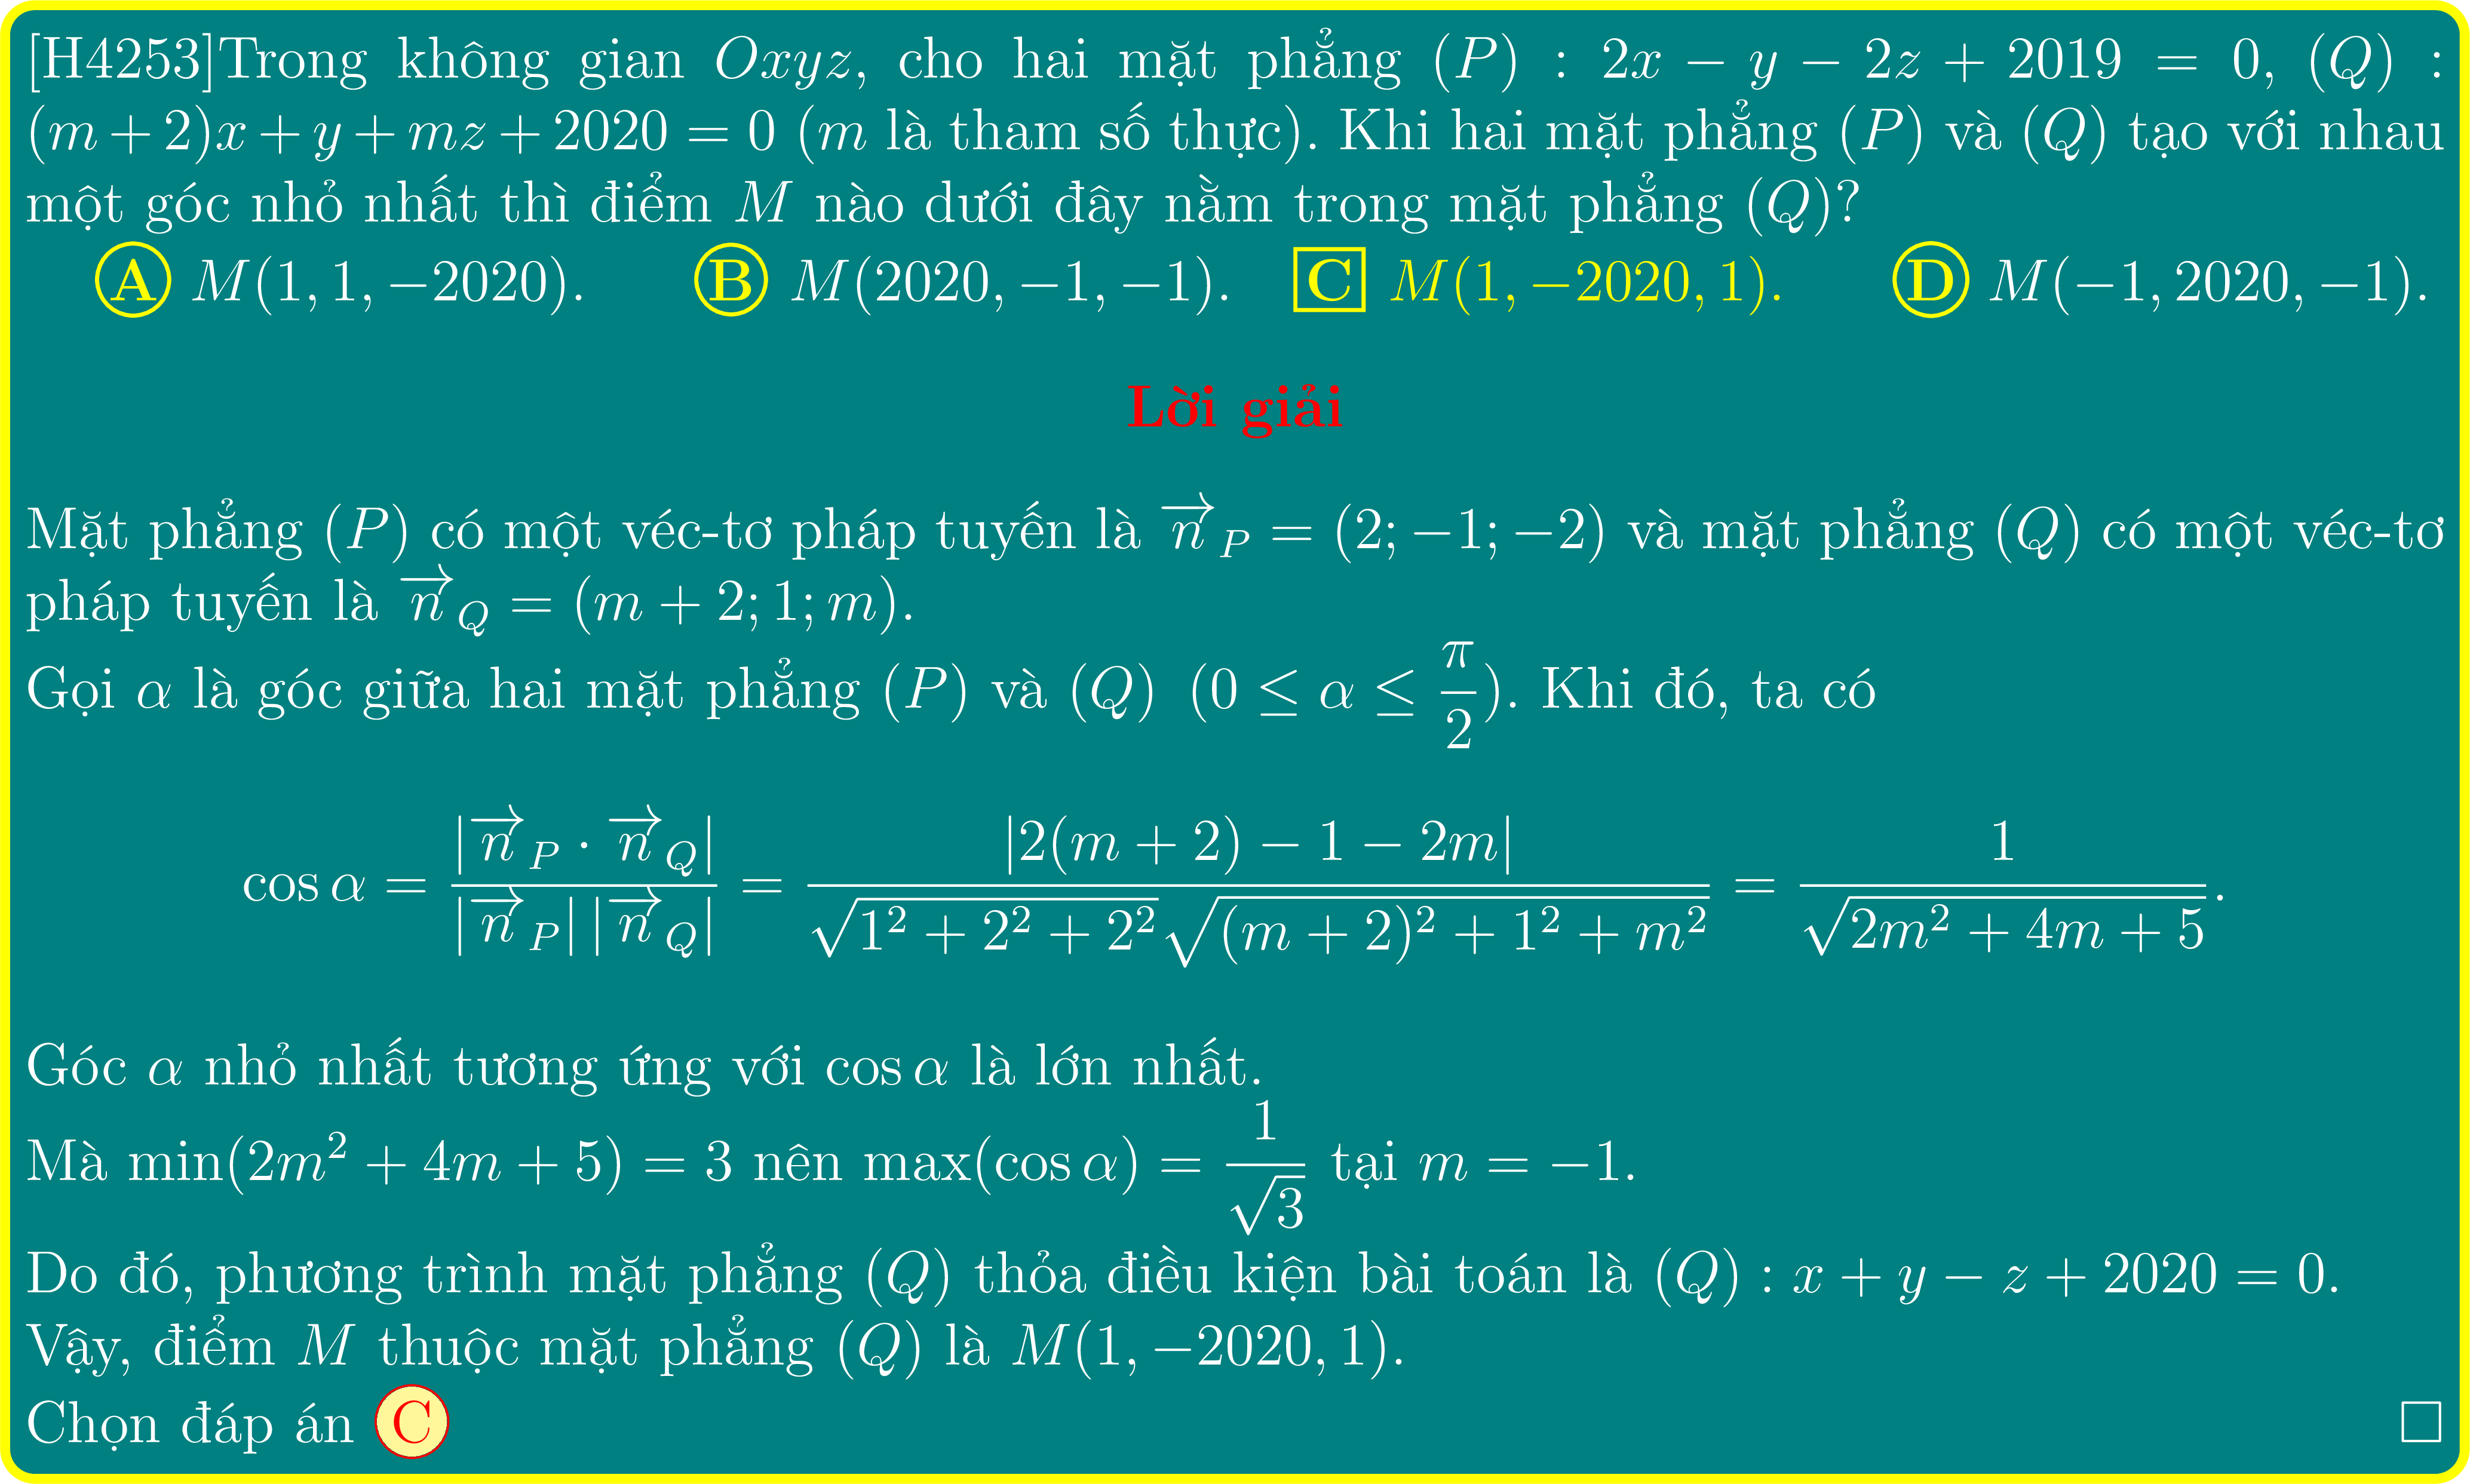 [H4253]Trong không gian Oxyz, cho hai mặt phẳng (P) : 2x − y − 2z + 2019 = 0, (Q) :
(m + 2)x + y + mz + 2020 = 0 (m là tham số thực). Khi hai mặt phẳng (P) và (Q) tạo với nhau
một góc nhỏ nhất thì điểm M nào dưới đây nằm trong mặt phẳng (Q)?
A M(1, 1, −2020). B M(2020, −1, −1). C M(1, −2020, 1). D M(−1, 2020, −1).
Lời giải
Mặt phẳng (P) có một véc-tơ pháp tuyến là $\overrightarrow{n}_P$ = (2; −1; −2) và mặt phẳng (Q) có một véc-tơ
pháp tuyến là $\overrightarrow{n}_Q$ = (m + 2; 1; m).
Gọi α là góc giữa hai mặt phẳng (P) và (Q) $(0 \le \alpha \le \frac{\pi}{2})$. Khi đó, ta có
$\cos\alpha = \frac{|\overrightarrow{n}_P \cdot \overrightarrow{n}_Q|}{|\overrightarrow{n}_P| |\overrightarrow{n}_Q|} = \frac{|2(m+2) - 1 - 2m|}{\sqrt{1^2 + 2^2 + 2^2}\sqrt{(m+2)^2 + 1^2 + m^2}} = \frac{1}{\sqrt{2m^2 + 4m + 5}}.$
Góc α nhỏ nhất tương ứng với cos α là lớn nhất.
Mà min(2m² + 4m + 5) = 3 nên max(cos α) = $\frac{1}{\sqrt{3}}$ tại m = −1.
Do đó, phương trình mặt phẳng (Q) thỏa điều kiện bài toán là (Q) : x + y − z + 2020 = 0.
Vậy, điểm M thuộc mặt phẳng (Q) là M(1, −2020, 1).
Chọn đáp án C □